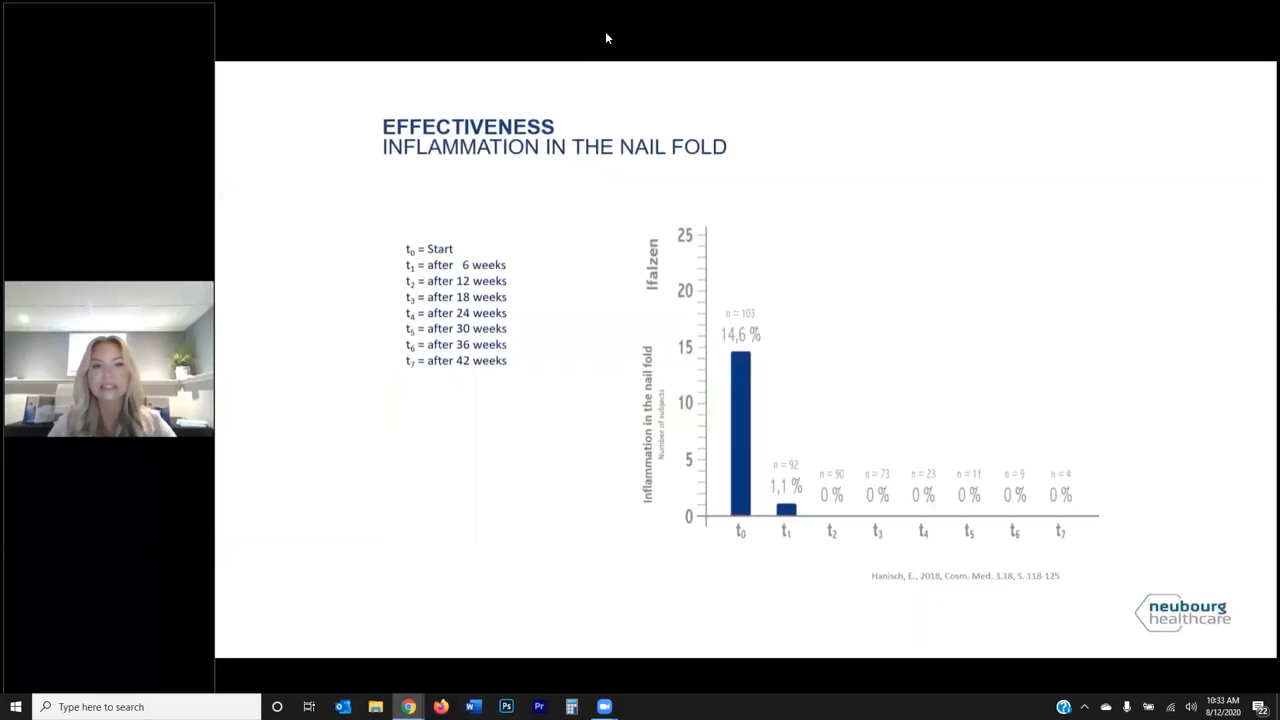 EFFECTIVENESS
INFLAMMATION IN THE NAIL FOLD
t0 = Start
t1 = after 6 weeks
t2 = after 12 weeks
t3 = after 18 weeks
t4 = after 24 weeks
t5 = after 30 weeks
t6 = after 36 weeks
t7 = after 42 weeks
lfalzen
Inflammation in the nail fold
Number of subjects
25
20
15
10
5
0
n = 103
14,6 %
n = 92
1,1 %
n = 90
0 %
n = 73
0 %
n = 23
0 %
n = 11
0 %
n = 9
0 %
n = 4
0 %
t0 t1 t2 t3 t4 t5 t6 t7
Hanisch, E., 2018, Cosm. Med. 3.18, S. 118-125
neubourg
healthcare
Type here to search
10:33 AM
8/12/2020
22